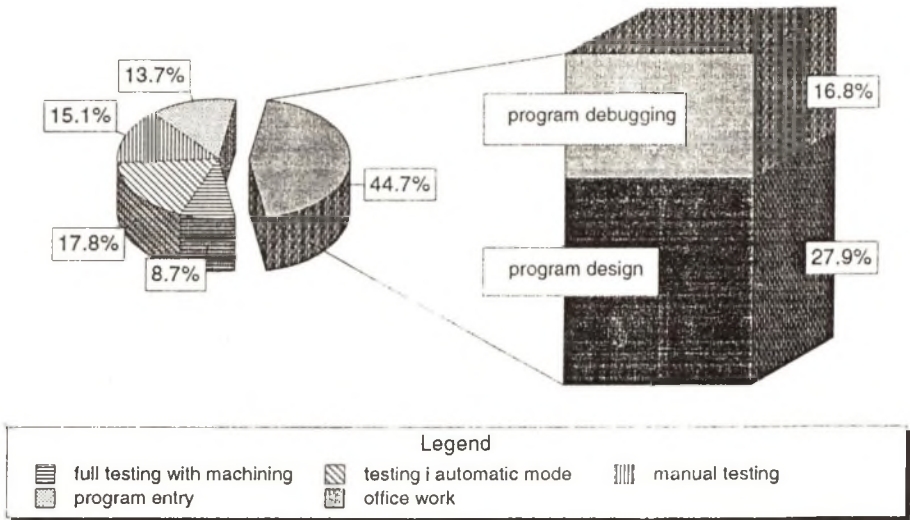 13.7%
15.1%
17.8%
8.7%
44.7%
program debugging
16.8%
program design
27.9%
Legend
full testing with machining
testing i automatic mode
manual testing
program entry
office work